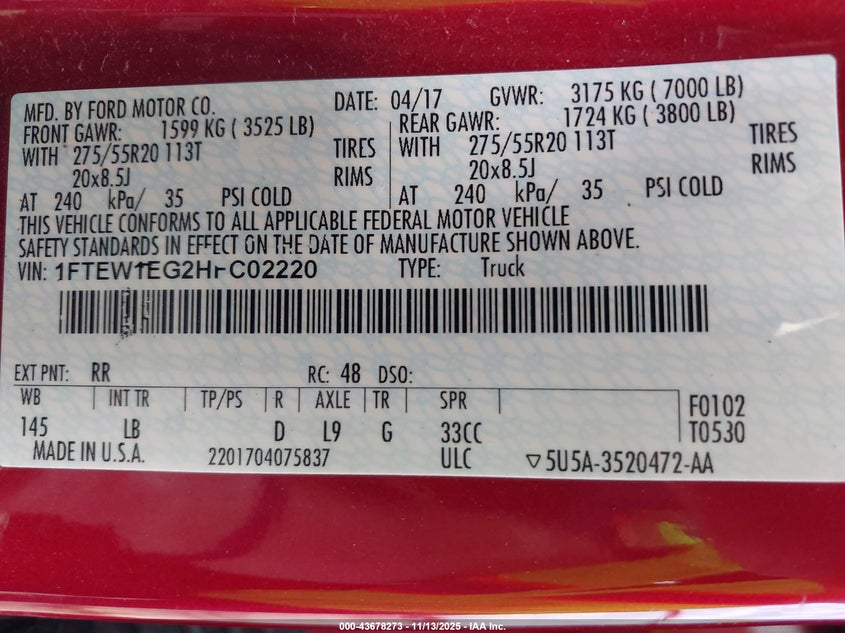 MFD. BY FORD MOTOR CO. DATE: 04/17 GVWR: 3175 KG ( 7000 LB)
FRONT GAWR: 1599 KG ( 3525 LB) REAR GAWR: 1724 KG ( 3800 LB)
WITH 275/55R20 113T TIRES WITH 275/55R20 113T TIRES
20x8.5J RIMS 20x8.5J RIMS
AT 240 kPa/ 35 PSI COLD AT 240 kPa/ 35 PSI COLD
THIS VEHICLE CONFORMS TO ALL APPLICABLE FEDERAL MOTOR VEHICLE
SAFETY STANDARDS IN EFFECT ON THE DATE OF MANUFACTURE SHOWN ABOVE.
VIN: 1FTEW1EG2HFC02220 TYPE: Truck
EXT PNT: RR RC: 48 DSO:
WB INT TR TP/PS R AXLE TR SPR F0102
145 LB D L9 G 33CC T0530
MADE IN U.S.A. 2201704075837 ULC ▽5U5A-3520472-AA
000-43678273 - 11/13/2025 - IAA Inc.